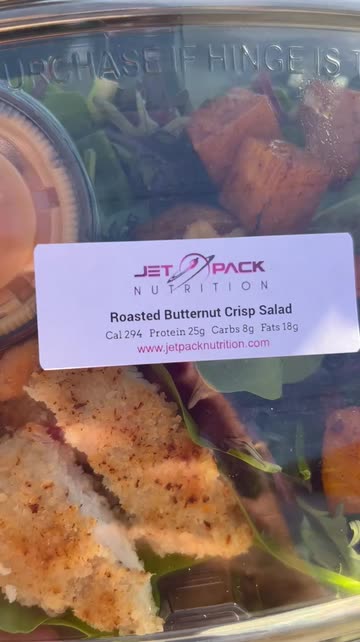 PURCHASE IF HINGE IS
JET PACK
NUTRITION
Roasted Butternut Crisp Salad
Cal 294 Protein 25g Carbs 8g Fats 18g
www.jetpacknutrition.com